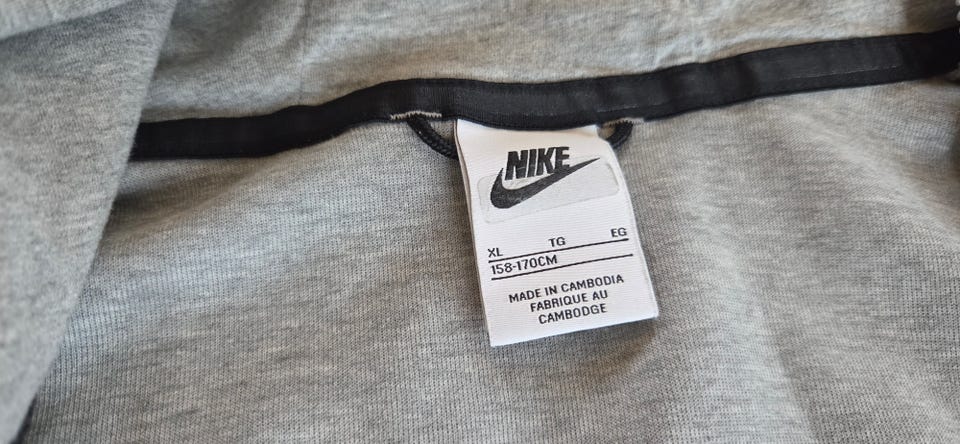 NIKE
XL TG EG
158-170CM
MADE IN CAMBODIA
FABRIQUE AU
CAMBODGE